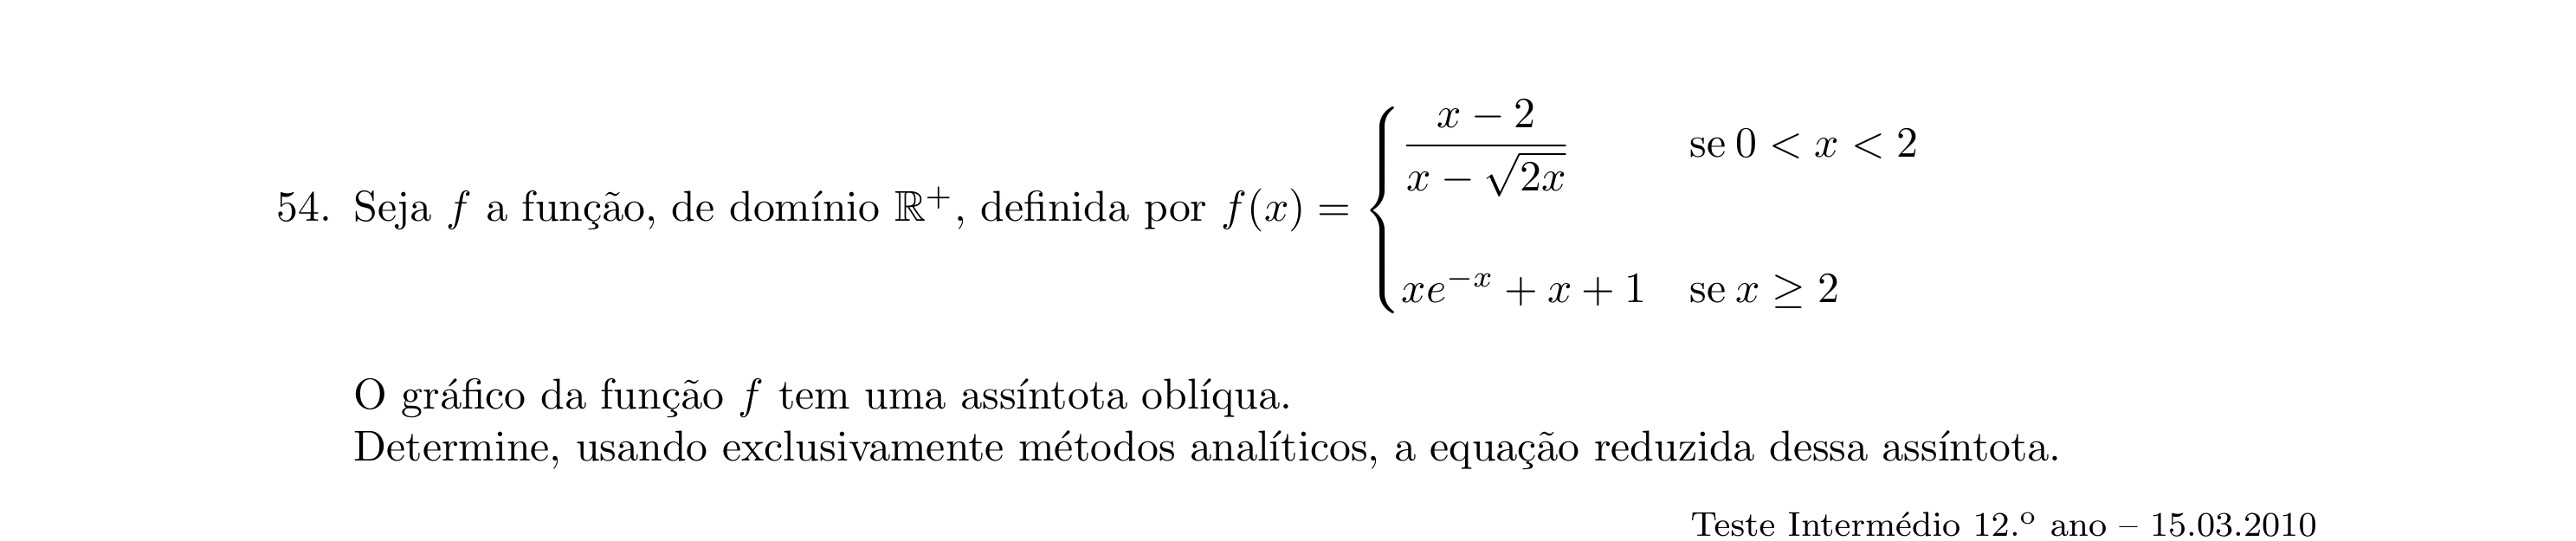 54. Seja f a função, de domínio ℝ⁺, definida por f(x) = { (x − 2)/(x − √(2x)) se 0 < x < 2
xe⁻ˣ + x + 1 se x ≥ 2
O gráfico da função f tem uma assíntota oblíqua.
Determine, usando exclusivamente métodos analíticos, a equação reduzida dessa assíntota.
Teste Intermédio 12.º ano – 15.03.2010